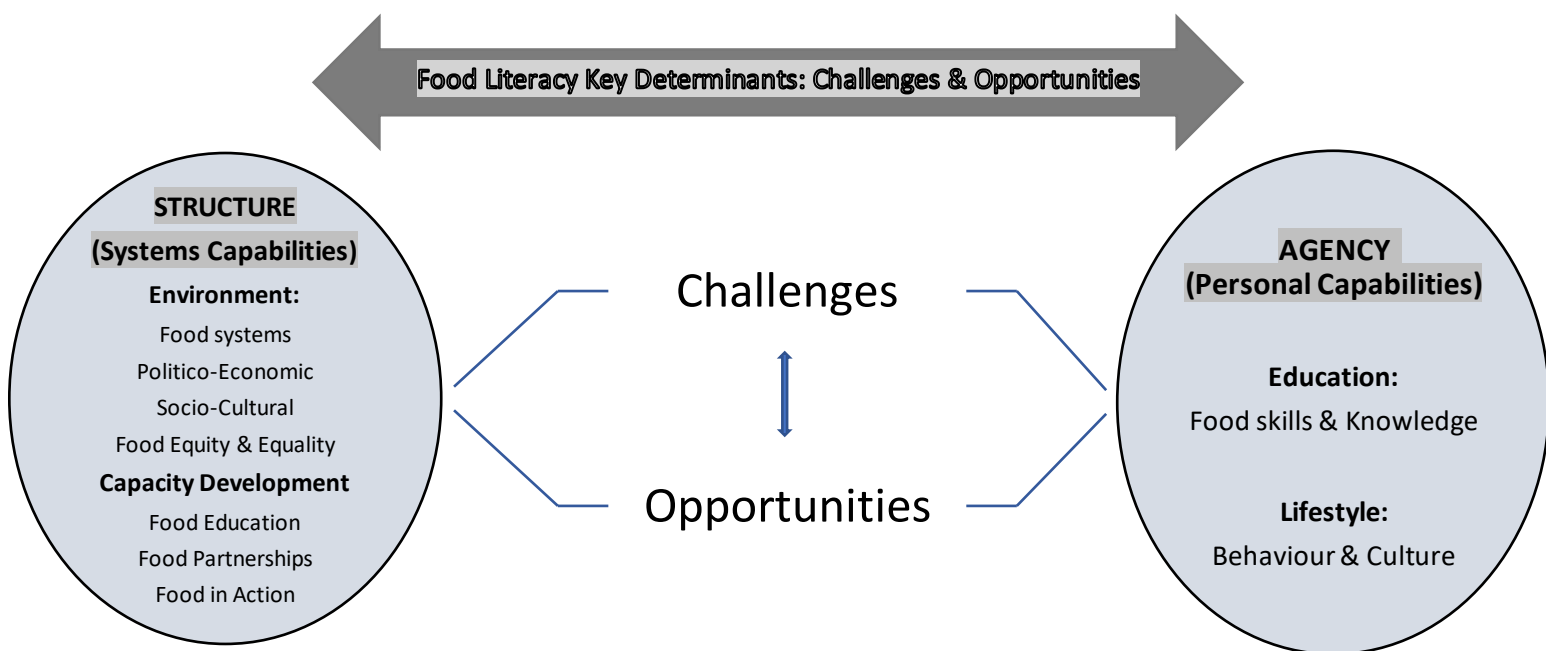 Food Literacy Key Determinants: Challenges & Opportunities
STRUCTURE
(Systems Capabilities)
Environment:
Food systems
Politico-Economic
Socio-Cultural
Food Equity & Equality
Capacity Development
Food Education
Food Partnerships
Food in Action
Challenges
Opportunities
AGENCY
(Personal Capabilities)
Education:
Food skills & Knowledge
Lifestyle:
Behaviour & Culture